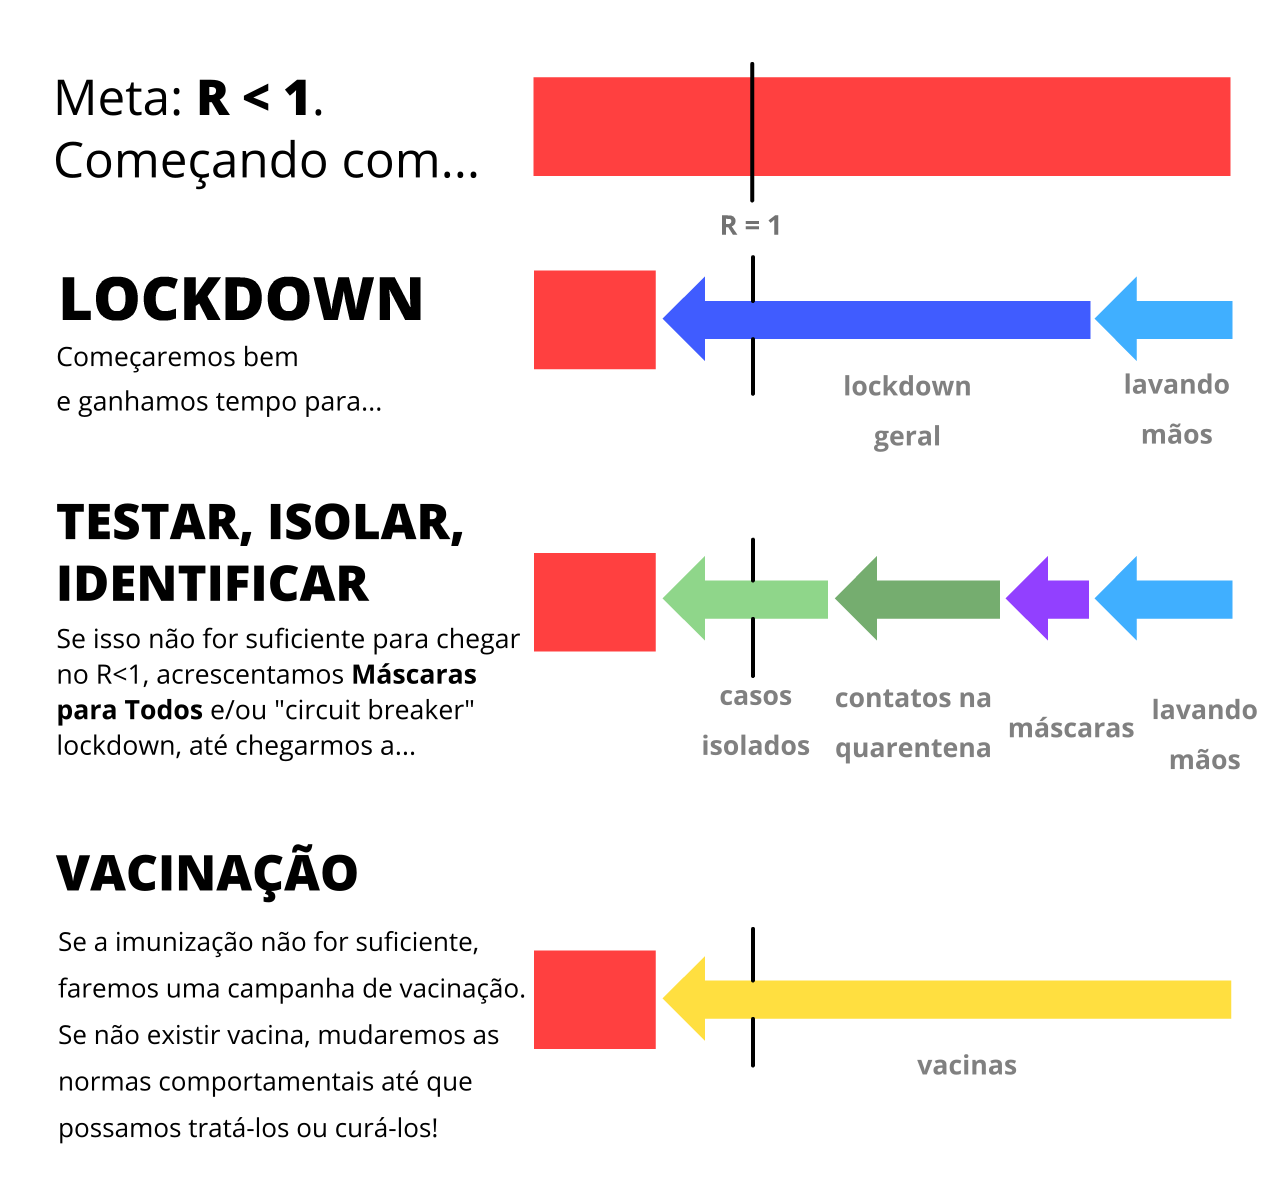 Meta: R < 1.
Começando com...
R = 1
LOCKDOWN
Começaremos bem
e ganhamos tempo para...
lockdown
geral
lavando
mãos
TESTAR, ISOLAR,
IDENTIFICAR
Se isso não for suficiente para chegar
no R<1, acrescentamos Máscaras
para Todos e/ou "circuit breaker"
lockdown, até chegarmos a...
casos
isolados
contatos na
quarentena
máscaras
lavando
mãos
VACINAÇÃO
Se a imunização não for suficiente,
faremos uma campanha de vacinação.
Se não existir vacina, mudaremos as
normas comportamentais até que
possamos tratá-los ou curá-los!
vacinas